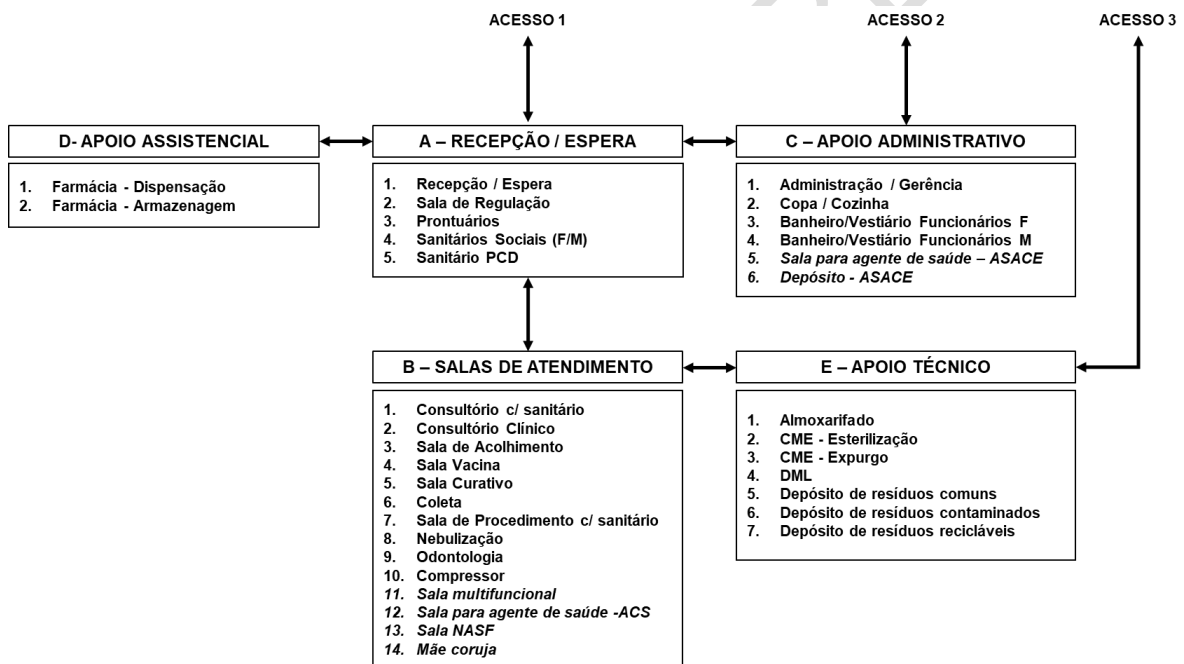 ACESSO 1
ACESSO 2
ACESSO 3
D- APOIO ASSISTENCIAL
1. Farmácia - Dispensação
2. Farmácia - Armazenagem
A – RECEPÇÃO / ESPERA
1. Recepção / Espera
2. Sala de Regulação
3. Prontuários
4. Sanitários Sociais (F/M)
5. Sanitário PCD
C – APOIO ADMINISTRATIVO
1. Administração / Gerência
2. Copa / Cozinha
3. Banheiro/Vestiário Funcionários F
4. Banheiro/Vestiário Funcionários M
5. Sala para agente de saúde – ASACE
6. Depósito - ASACE
B – SALAS DE ATENDIMENTO
1. Consultório c/ sanitário
2. Consultório Clínico
3. Sala de Acolhimento
4. Sala Vacina
5. Sala Curativo
6. Coleta
7. Sala de Procedimento c/ sanitário
8. Nebulização
9. Odontologia
10. Compressor
11. Sala multifuncional
12. Sala para agente de saúde -ACS
13. Sala NASF
14. Mãe coruja
E – APOIO TÉCNICO
1. Almoxarifado
2. CME - Esterilização
3. CME - Expurgo
4. DML
5. Depósito de resíduos comuns
6. Depósito de resíduos contaminados
7. Depósito de resíduos recicláveis